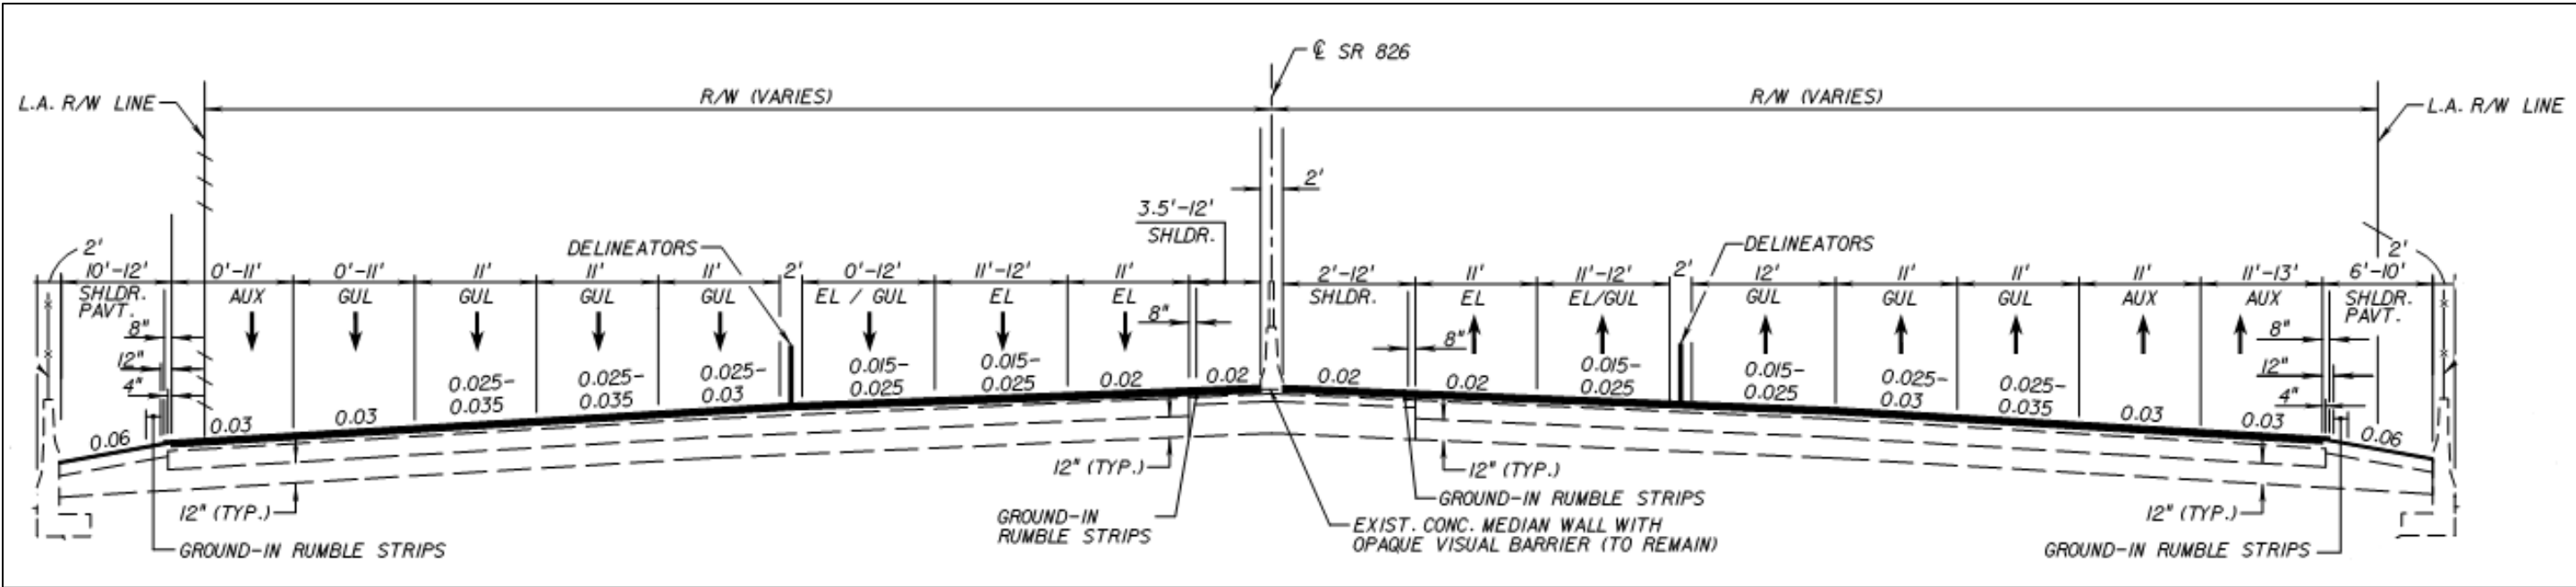 ℄ SR 826
L.A. R/W LINE
R/W (VARIES)
R/W (VARIES)
L.A. R/W LINE
2'
3.5'-12'
SHLDR.
DELINEATORS
DELINEATORS
2'
2'
10'-12'
SHLDR.
PAVT.
0'-11'
AUX
0'-11'
GUL
11'
GUL
11'
GUL
11'
GUL
2'
0'-12'
EL / GUL
11'-12'
EL
11'
EL
2'-12'
SHLDR.
11'
EL
11'-12'
EL/GUL
2'
12'
GUL
11'
GUL
11'
GUL
11'
AUX
11'-13'
AUX
6'-10'
SHLDR.
PAVT.
8"
12"
4"
8"
8"
8"
12"
4"
0.06
0.03
0.03
0.025-
0.035
0.025-
0.035
0.025-
0.03
0.015-
0.025
0.015-
0.025
0.02
0.02
0.02
0.02
0.015-
0.025
0.015-
0.025
0.025-
0.03
0.025-
0.035
0.03
0.03
0.06
12" (TYP.)
GROUND-IN RUMBLE STRIPS
12" (TYP.)
GROUND-IN
RUMBLE STRIPS
12" (TYP.)
GROUND-IN RUMBLE STRIPS
EXIST. CONC. MEDIAN WALL WITH
OPAQUE VISUAL BARRIER (TO REMAIN)
12" (TYP.)
GROUND-IN RUMBLE STRIPS